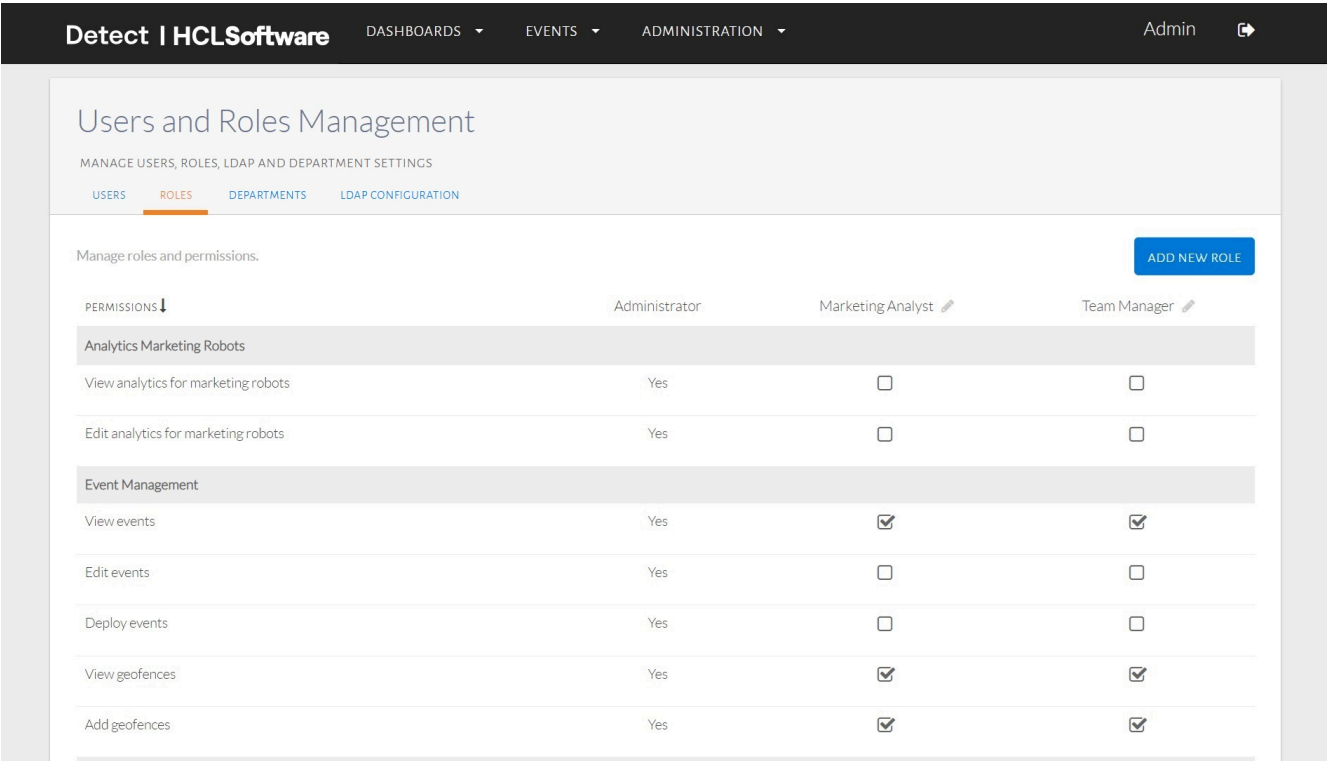 Detect | HCLSoftware DASHBOARDS EVENTS ADMINISTRATION Admin
Users and Roles Management
MANAGE USERS, ROLES, LDAP AND DEPARTMENT SETTINGS
USERS ROLES DEPARTMENTS LDAP CONFIGURATION
Manage roles and permissions. ADD NEW ROLE
PERMISSIONS Administrator Marketing Analyst Team Manager
Analytics Marketing Robots
View analytics for marketing robots Yes
Edit analytics for marketing robots Yes
Event Management
View events Yes
Edit events Yes
Deploy events Yes
View geofences Yes
Add geofences Yes